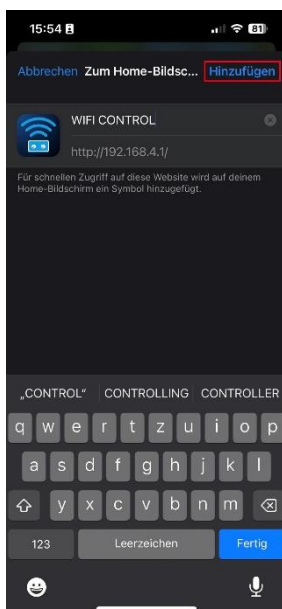 15:54 81
Abbrechen Zum Home-Bildsc... Hinzufügen
WIFI CONTROL
http://192.168.4.1/
Für schnellen Zugriff auf diese Website wird auf deinem
Home-Bildschirm ein Symbol hinzugefügt.
„CONTROL“ CONTROLLING CONTROLLER
q w e r t z u i o p
a s d f g h j k l
y x c v b n m
123 Leerzeichen Fertig